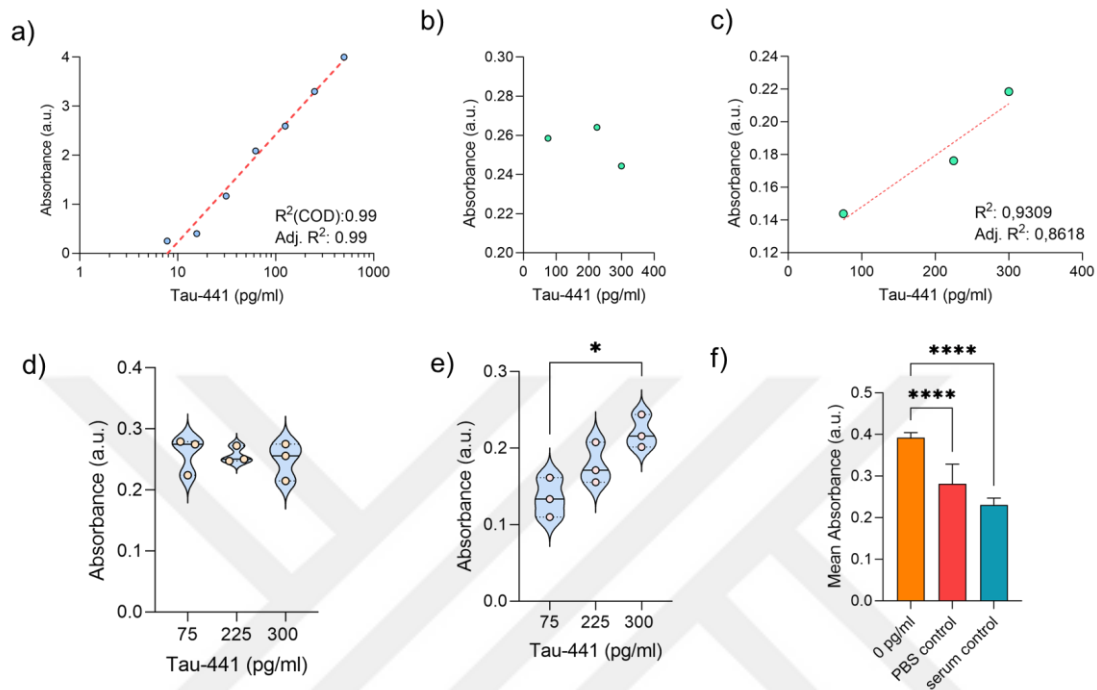 a)
Absorbance (a.u.)
4
3
2
1
0
1
10
100
1000
Tau-441 (pg/ml)
R²(COD):0.99
Adj. R²: 0.99
b)
Absorbance (a.u.)
0.30
0.28
0.26
0.24
0.22
0.20
0 100 200 300 400
Tau-441 (pg/ml)
c)
Absorbance (a.u.)
0.24
0.22
0.20
0.18
0.16
0.14
0.12
0 100 200 300 400
Tau-441 (pg/ml)
R²: 0,9309
Adj. R²: 0,8618
d)
Absorbance (a.u.)
0.4
0.3
0.2
0.1
0.0
75 225 300
Tau-441 (pg/ml)
e)
*
Absorbance (a.u.)
0.3
0.2
0.1
0.0
75 225 300
Tau-441 (pg/ml)
f)
****
****
Mean Absorbance (a.u.)
0.5
0.4
0.3
0.2
0.1
0.0
0 pg/ml
PBS control
serum control